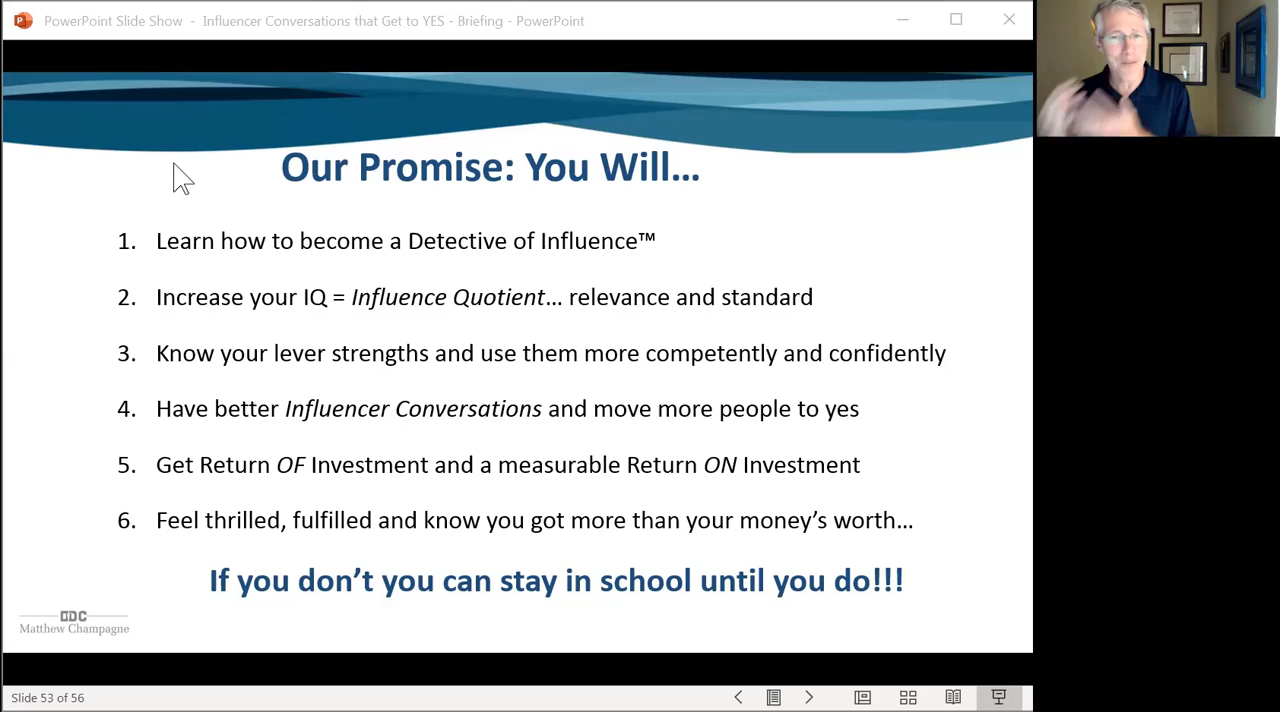 PowerPoint Slide Show - Influencer Conversations that Get to YES - Briefing - PowerPoint
Our Promise: You Will...
1. Learn how to become a Detective of Influence™
2. Increase your IQ = Influence Quotient... relevance and standard
3. Know your lever strengths and use them more competently and confidently
4. Have better Influencer Conversations and move more people to yes
5. Get Return OF Investment and a measurable Return ON Investment
6. Feel thrilled, fulfilled and know you got more than your money’s worth...
If you don’t you can stay in school until you do!!!
Matthew Champagne
Slide 53 of 56